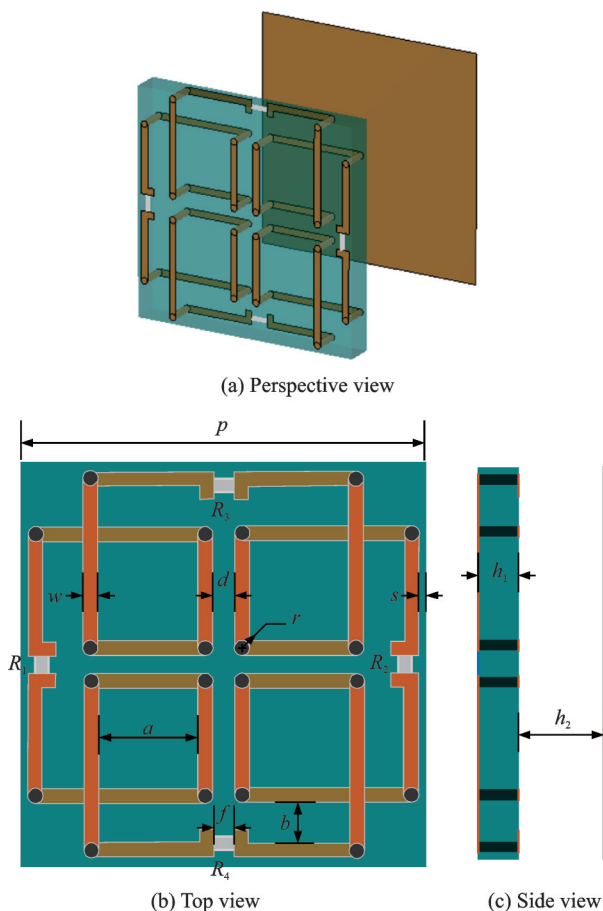 (a) Perspective view
p
R₃
w
d
s
r
h₁
R₁
R₂
h₂
a
f
b
R₄
(b) Top view
(c) Side view